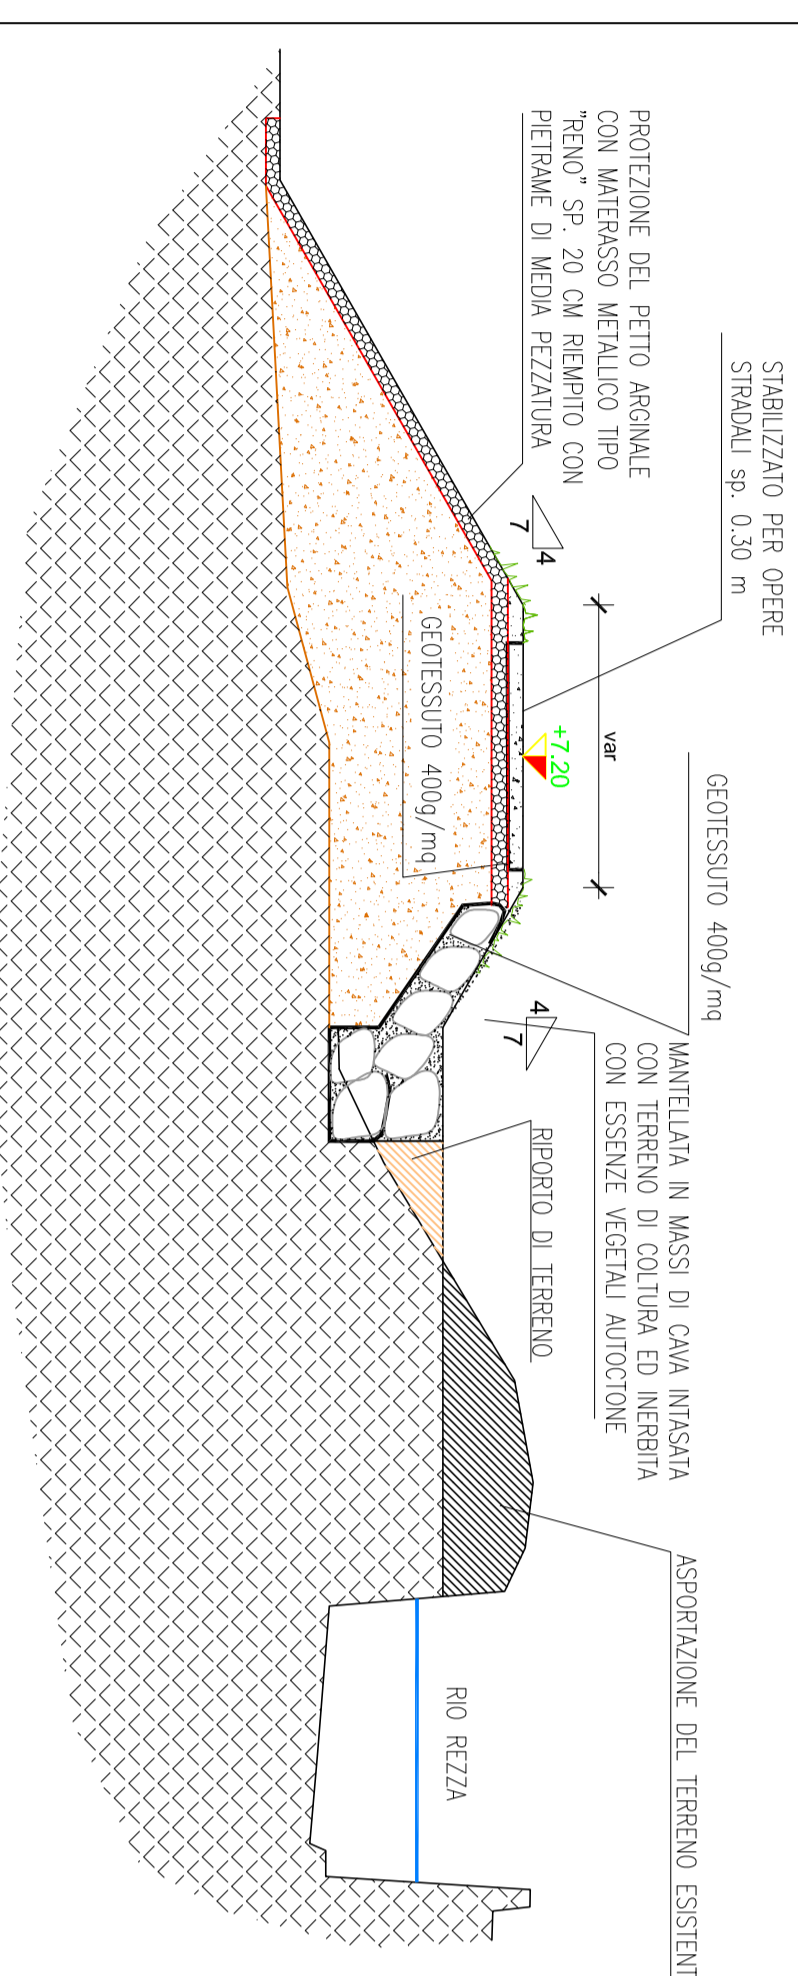 PROTEZIONE DEL PETTO ARGINALE
CON MATERASSO METALLICO TIPO
"RENO" SP. 20 CM RIEMPITO CON
PIETRAME DI MEDIA PEZZATURA
STABILIZZATO PER OPERE
STRADALI sp. 0.30 m
4
7
var
+7.20
GEOTESSUTO 400g/mq
GEOTESSUTO 400g/mq
4
7
MANTELLATA IN MASSI DI CAVA INTASATA
CON TERRENO DI COLTURA ED INERBITA
CON ESSENZE VEGETALI AUTOCTONE
RIPORTO DI TERRENO
ASPORTAZIONE DEL TERRENO ESISTENT
RIO REZZA